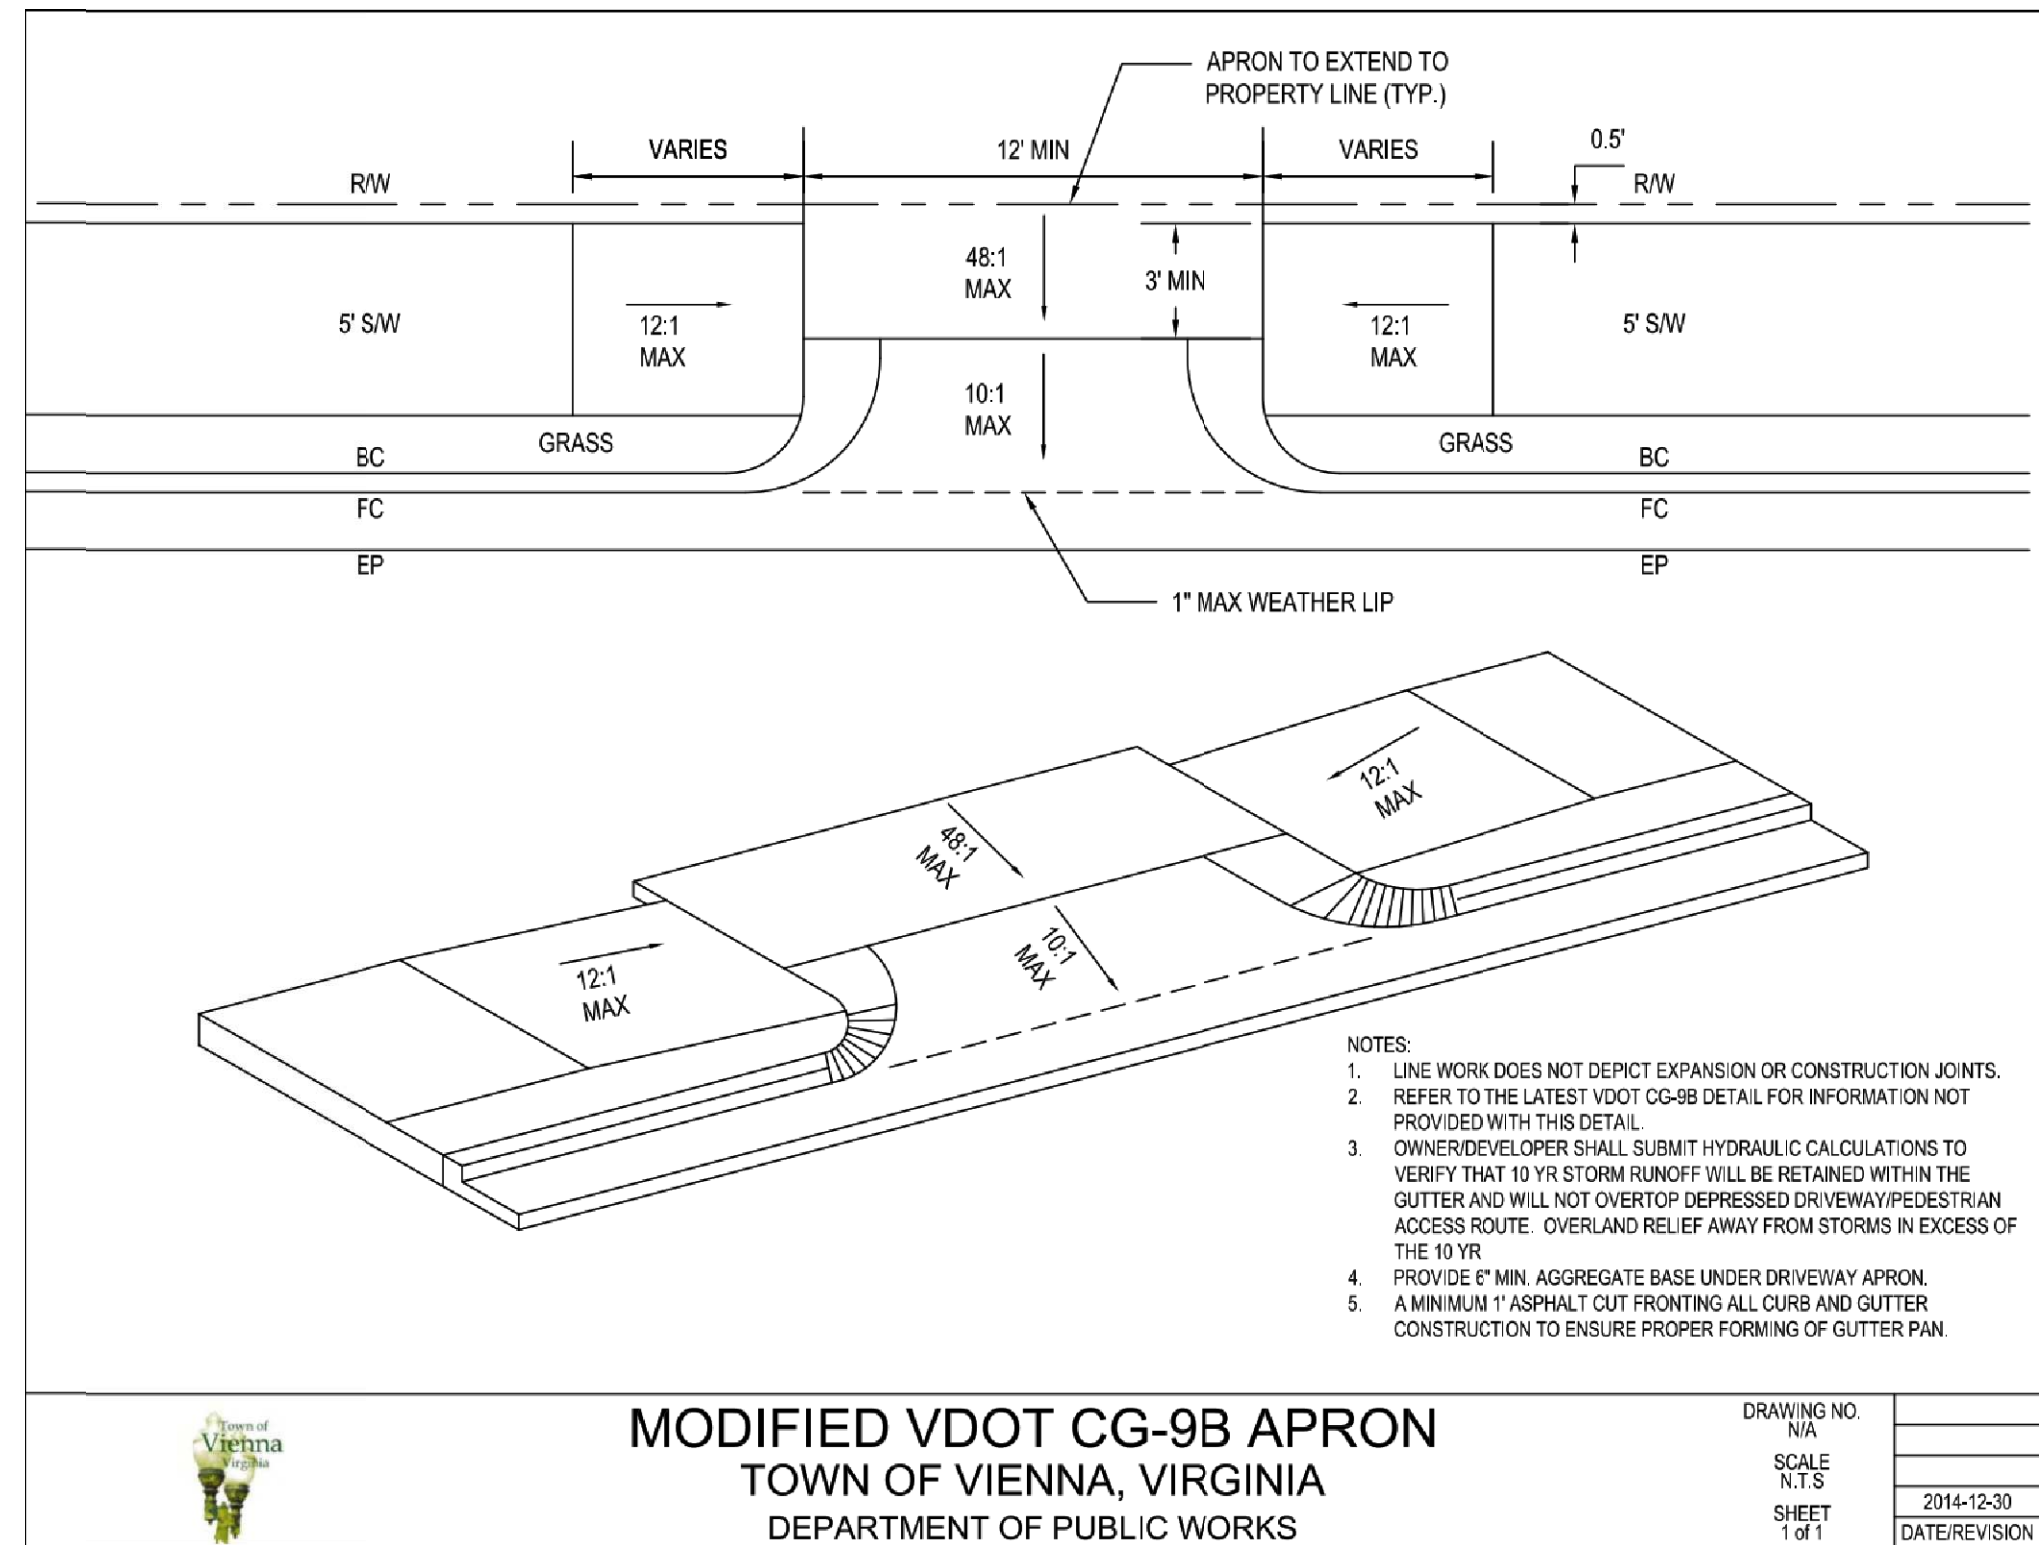 APRON TO EXTEND TO
PROPERTY LINE (TYP.)
VARIES
12' MIN
VARIES
0.5'
R/W
R/W
48:1
MAX
3' MIN
5' S/W
12:1
MAX
12:1
MAX
5' S/W
10:1
MAX
GRASS
GRASS
BC
BC
FC
FC
EP
EP
1" MAX WEATHER LIP
12:1
MAX
48:1
MAX
10:1
MAX
12:1
MAX
NOTES:
1. LINE WORK DOES NOT DEPICT EXPANSION OR CONSTRUCTION JOINTS.
2. REFER TO THE LATEST VDOT CG-9B DETAIL FOR INFORMATION NOT
PROVIDED WITH THIS DETAIL.
3. OWNER/DEVELOPER SHALL SUBMIT HYDRAULIC CALCULATIONS TO
VERIFY THAT 10 YR STORM RUNOFF WILL BE RETAINED WITHIN THE
GUTTER AND WILL NOT OVERTOP DEPRESSED DRIVEWAY/PEDESTRIAN
ACCESS ROUTE. OVERLAND RELIEF AWAY FROM STORMS IN EXCESS OF
THE 10 YR
4. PROVIDE 6" MIN. AGGREGATE BASE UNDER DRIVEWAY APRON.
5. A MINIMUM 1' ASPHALT CUT FRONTING ALL CURB AND GUTTER
CONSTRUCTION TO ENSURE PROPER FORMING OF GUTTER PAN.
Town of
Vienna
Virginia
MODIFIED VDOT CG-9B APRON
TOWN OF VIENNA, VIRGINIA
DEPARTMENT OF PUBLIC WORKS
DRAWING NO.
N/A
SCALE
N.T.S
SHEET
1 of 1
2014-12-30
DATE/REVISION